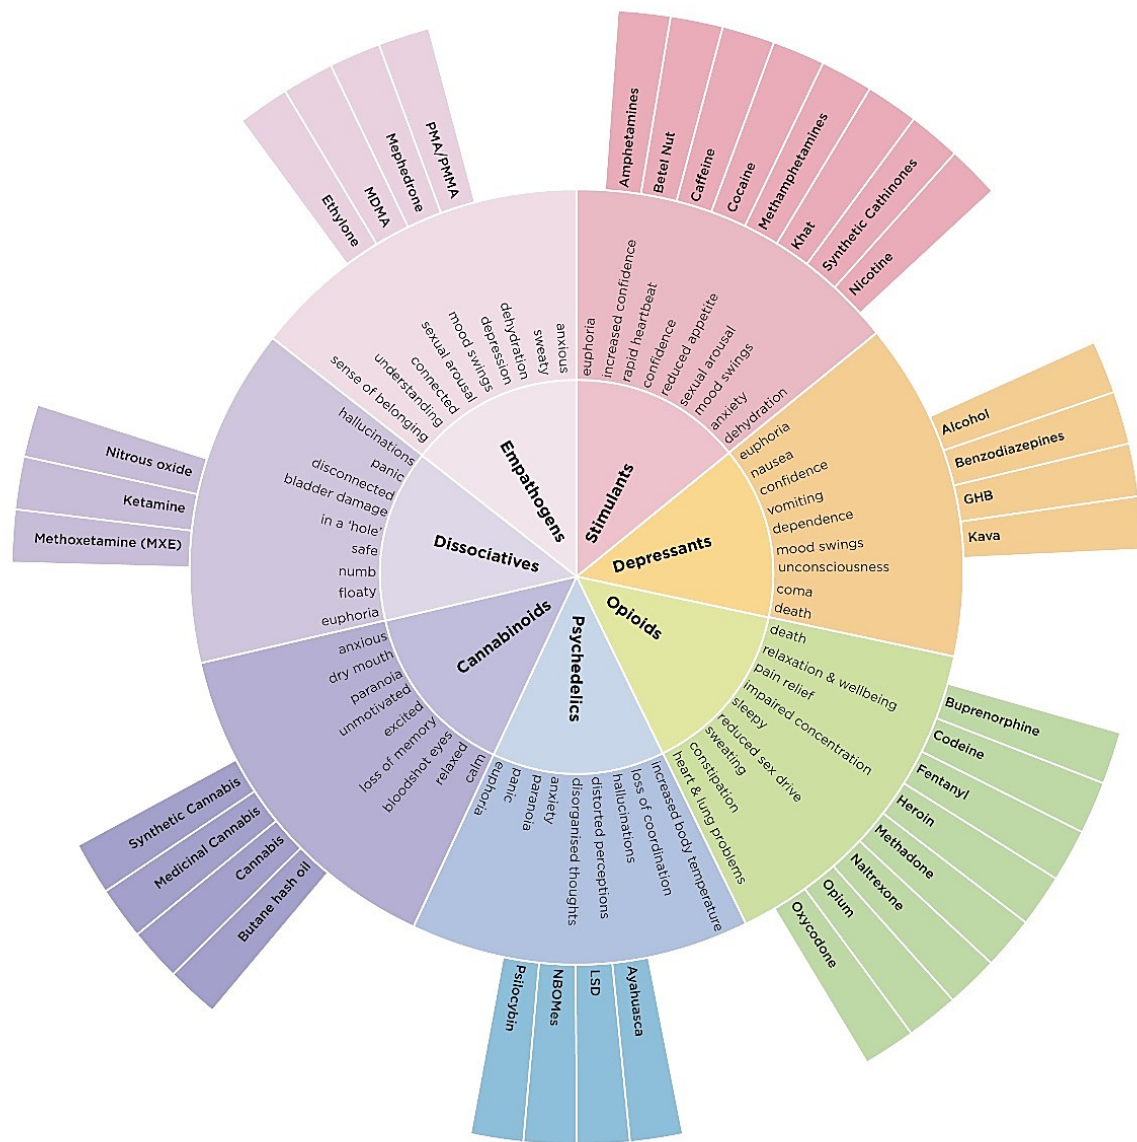 Stimulants
euphoria
increased confidence
rapid heartbeat
confidence
reduced appetite
sexual arousal
mood swings
anxiety
dehydration
Amphetamines
Betel Nut
Caffeine
Cocaine
Methamphetamines
Khat
Synthetic Cathinones
Nicotine
Depressants
euphoria
nausea
confidence
vomiting
dependence
mood swings
unconsciousness
coma
death
Alcohol
Benzodiazepines
GHB
Kava
Opioids
death
relaxation & wellbeing
pain relief
impaired concentration
sleepy
reduced sex drive
sweating
constipation
heart & lung problems
Buprenorphine
Codeine
Fentanyl
Heroin
Methadone
Naltrexone
Opium
Oxycodone
Psychedelics
increased body temperature
loss of coordination
hallucinations
distorted perceptions
disorganised thoughts
anxiety
paranoia
panic
euphoria
Ayahuasca
LSD
NBOMes
Psilocybin
Cannabinoids
calm
relaxed
bloodshot eyes
loss of memory
excited
unmotivated
paranoia
dry mouth
anxious
Butane hash oil
Cannabis
Medicinal Cannabis
Synthetic Cannabis
Dissociatives
euphoria
floaty
numb
safe
in a ‘hole’
bladder damage
disconnected
panic
hallucinations
Methoxetamine (MXE)
Ketamine
Nitrous oxide
Empathogens
sense of belonging
understanding
connected
sexual arousal
mood swings
depression
dehydration
sweaty
anxious
Ethylone
MDMA
Mephedrone
PMA/PMMA